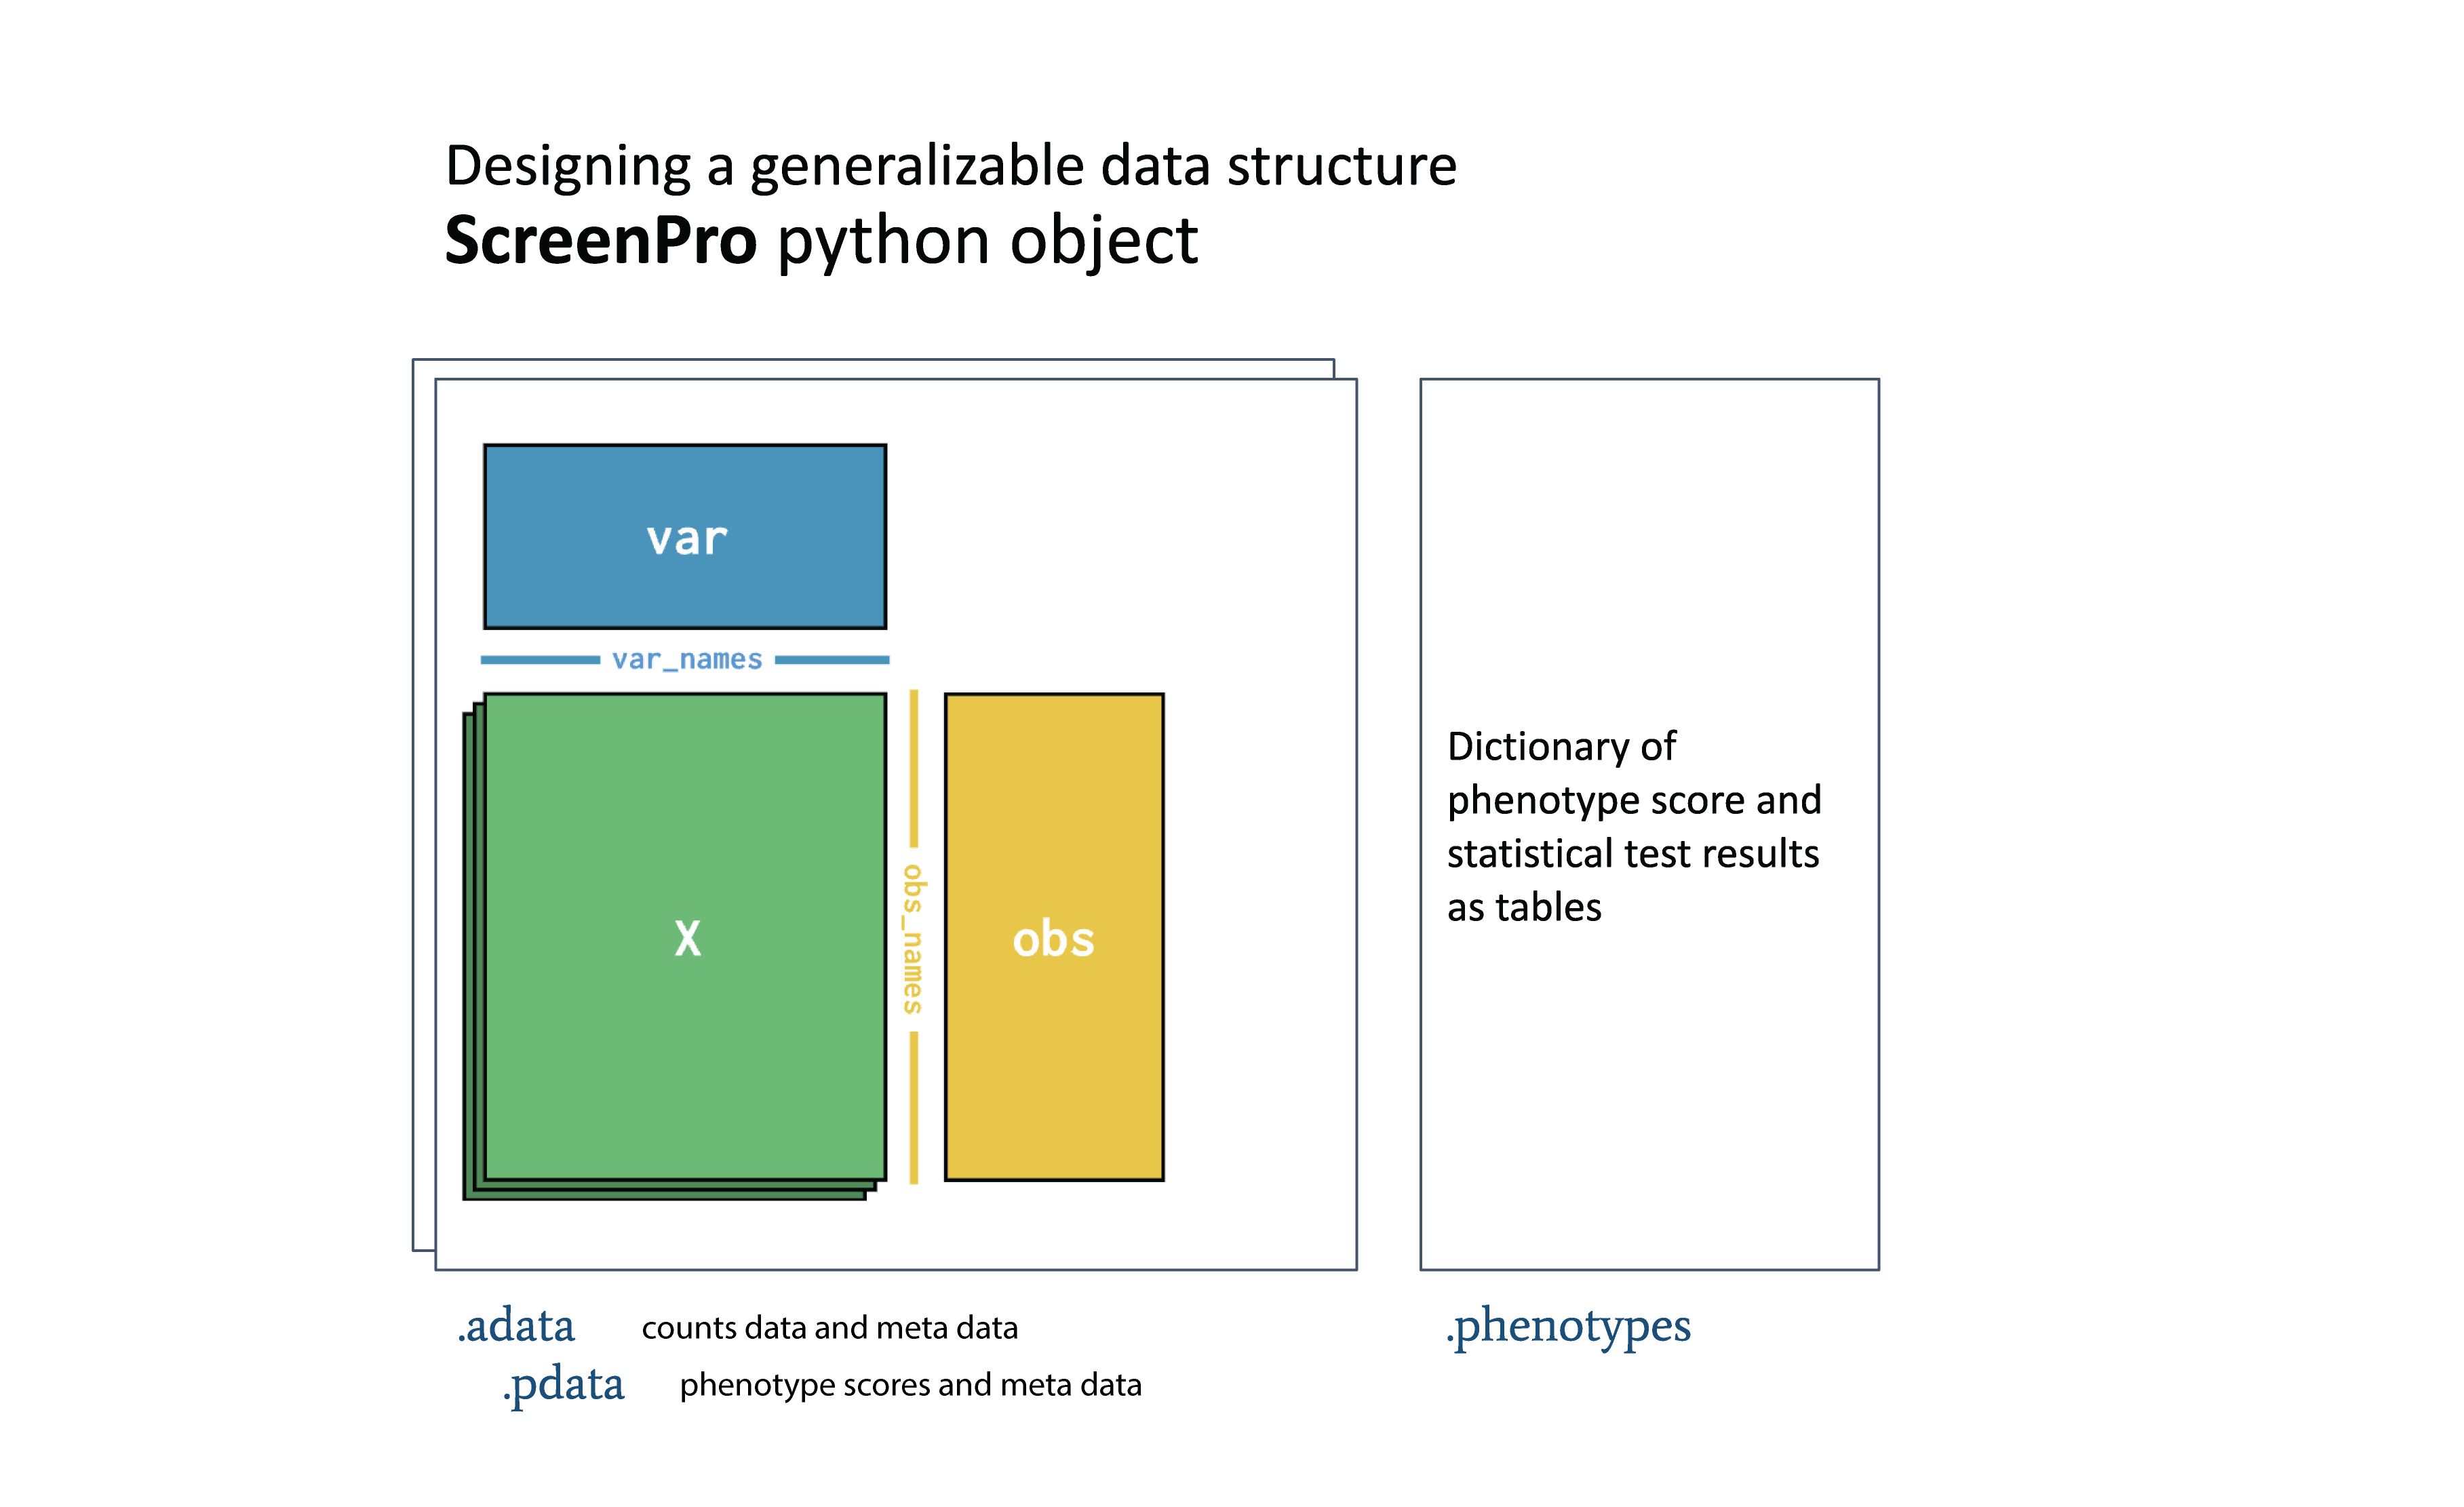 Designing a generalizable data structure
ScreenPro python object
var
var_names
X
obs_names
obs
Dictionary of
phenotype score and
statistical test results
as tables
.adata counts data and meta data
.pdata phenotype scores and meta data
.phenotypes